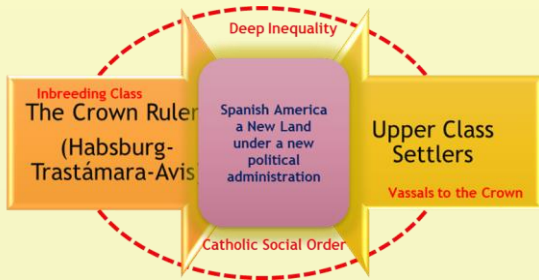 Deep Inequality
Inbreeding Class
The Crown Ruler
(Habsburg-
Trastámara-Avis)
Spanish America
a New Land
under a new
political
administration
Upper Class
Settlers
Vassals to the Crown
Catholic Social Order